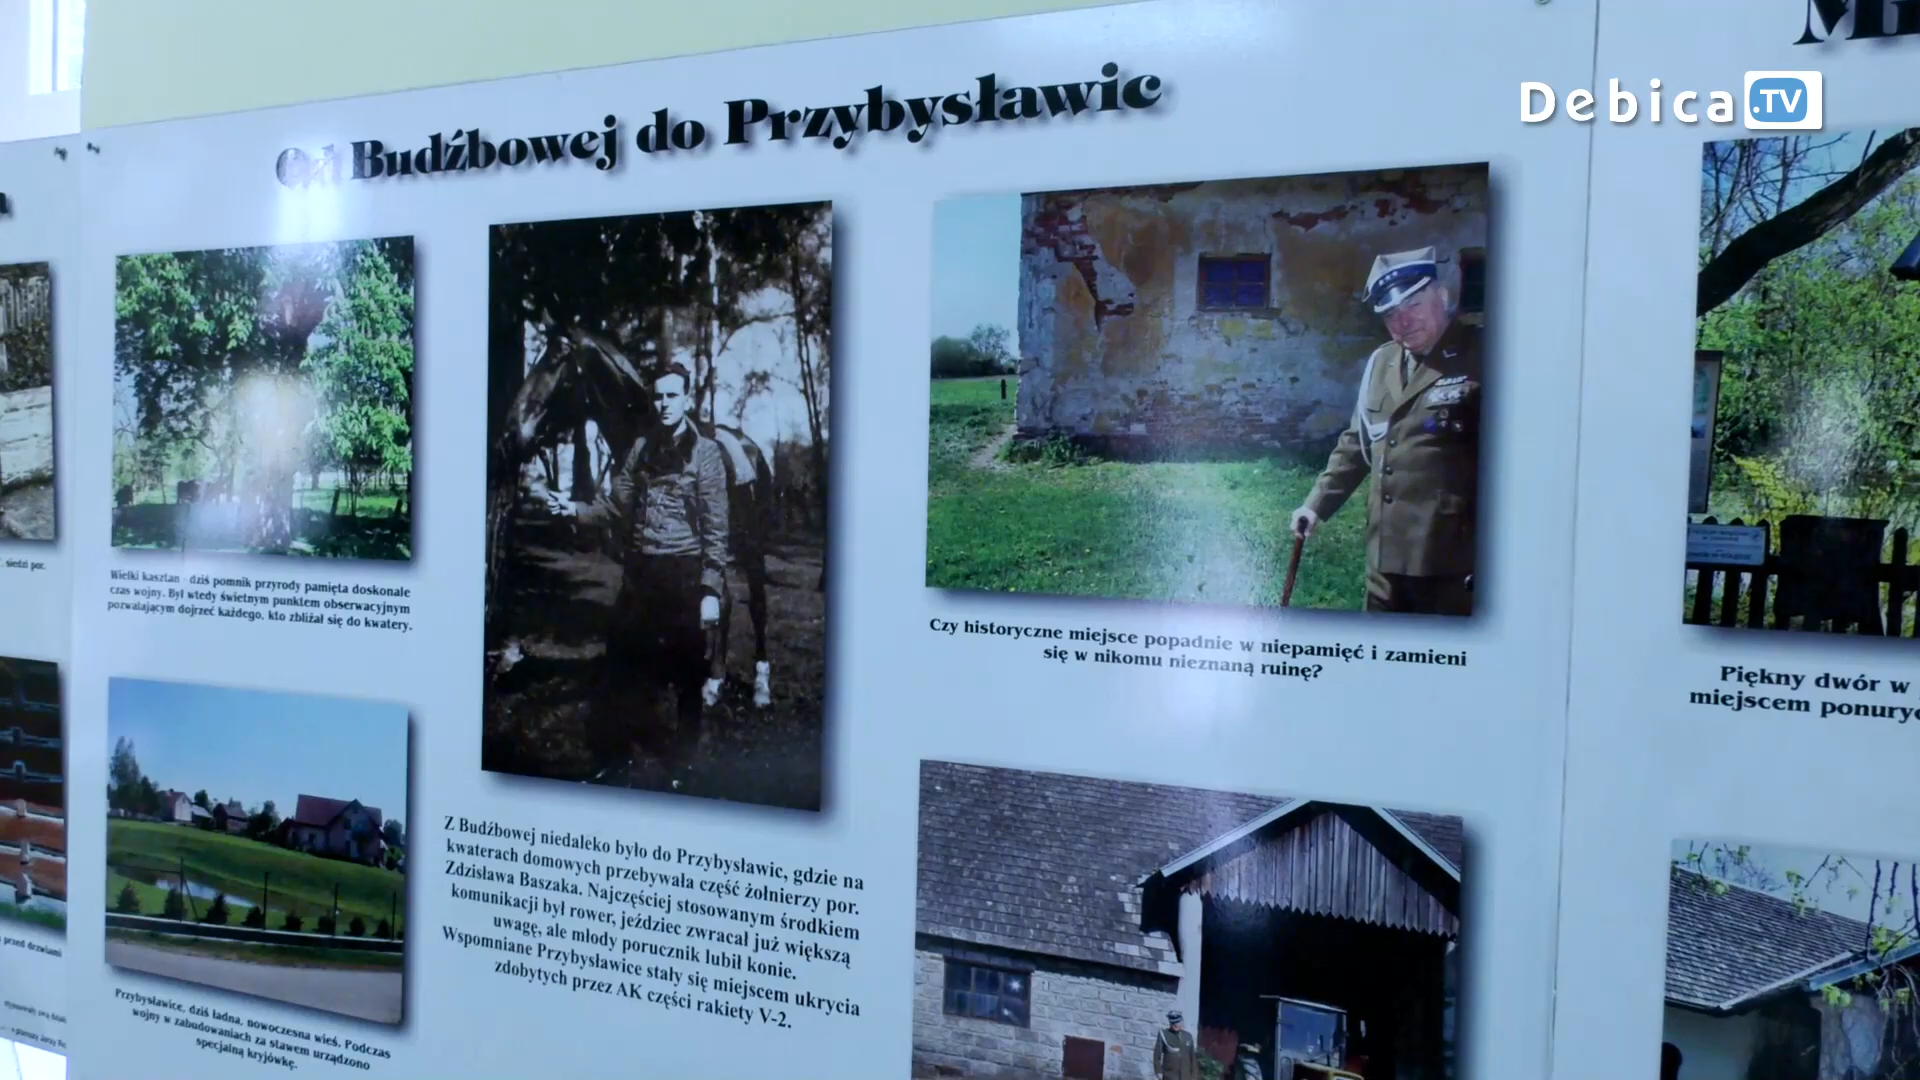 Debica.TV
Od Budźbowej do Przybysławic
siedzi por.
Wielki kasztan - dziś pomnik przyrody pamięta doskonale
czas wojny. Był wtedy świetnym punktem obserwacyjnym
pozwalającym dojrzeć każdego, kto zbliżał się do kwatery.
Czy historyczne miejsce popadnie w niepamięć i zamieni
się w nikomu nieznaną ruinę?
Piękny dwór w
miejscem ponuryc
Z Budźbowej niedaleko było do Przybysławic, gdzie na
kwaterach domowych przebywała część żołnierzy por.
Zdzisława Baszaka. Najczęściej stosowanym środkiem
komunikacji był rower, jeździec zwracał już większą
uwagę, ale młody porucznik lubił konie.
Wspomniane Przybysławice stały się miejscem ukrycia
zdobytych przez AK części rakiety V-2.
przed drzwiami
Przybysławice, dziś ładna, nowoczesna wieś. Podczas
wojny w zabudowaniach za stawem urządzono
specjalną kryjówkę.